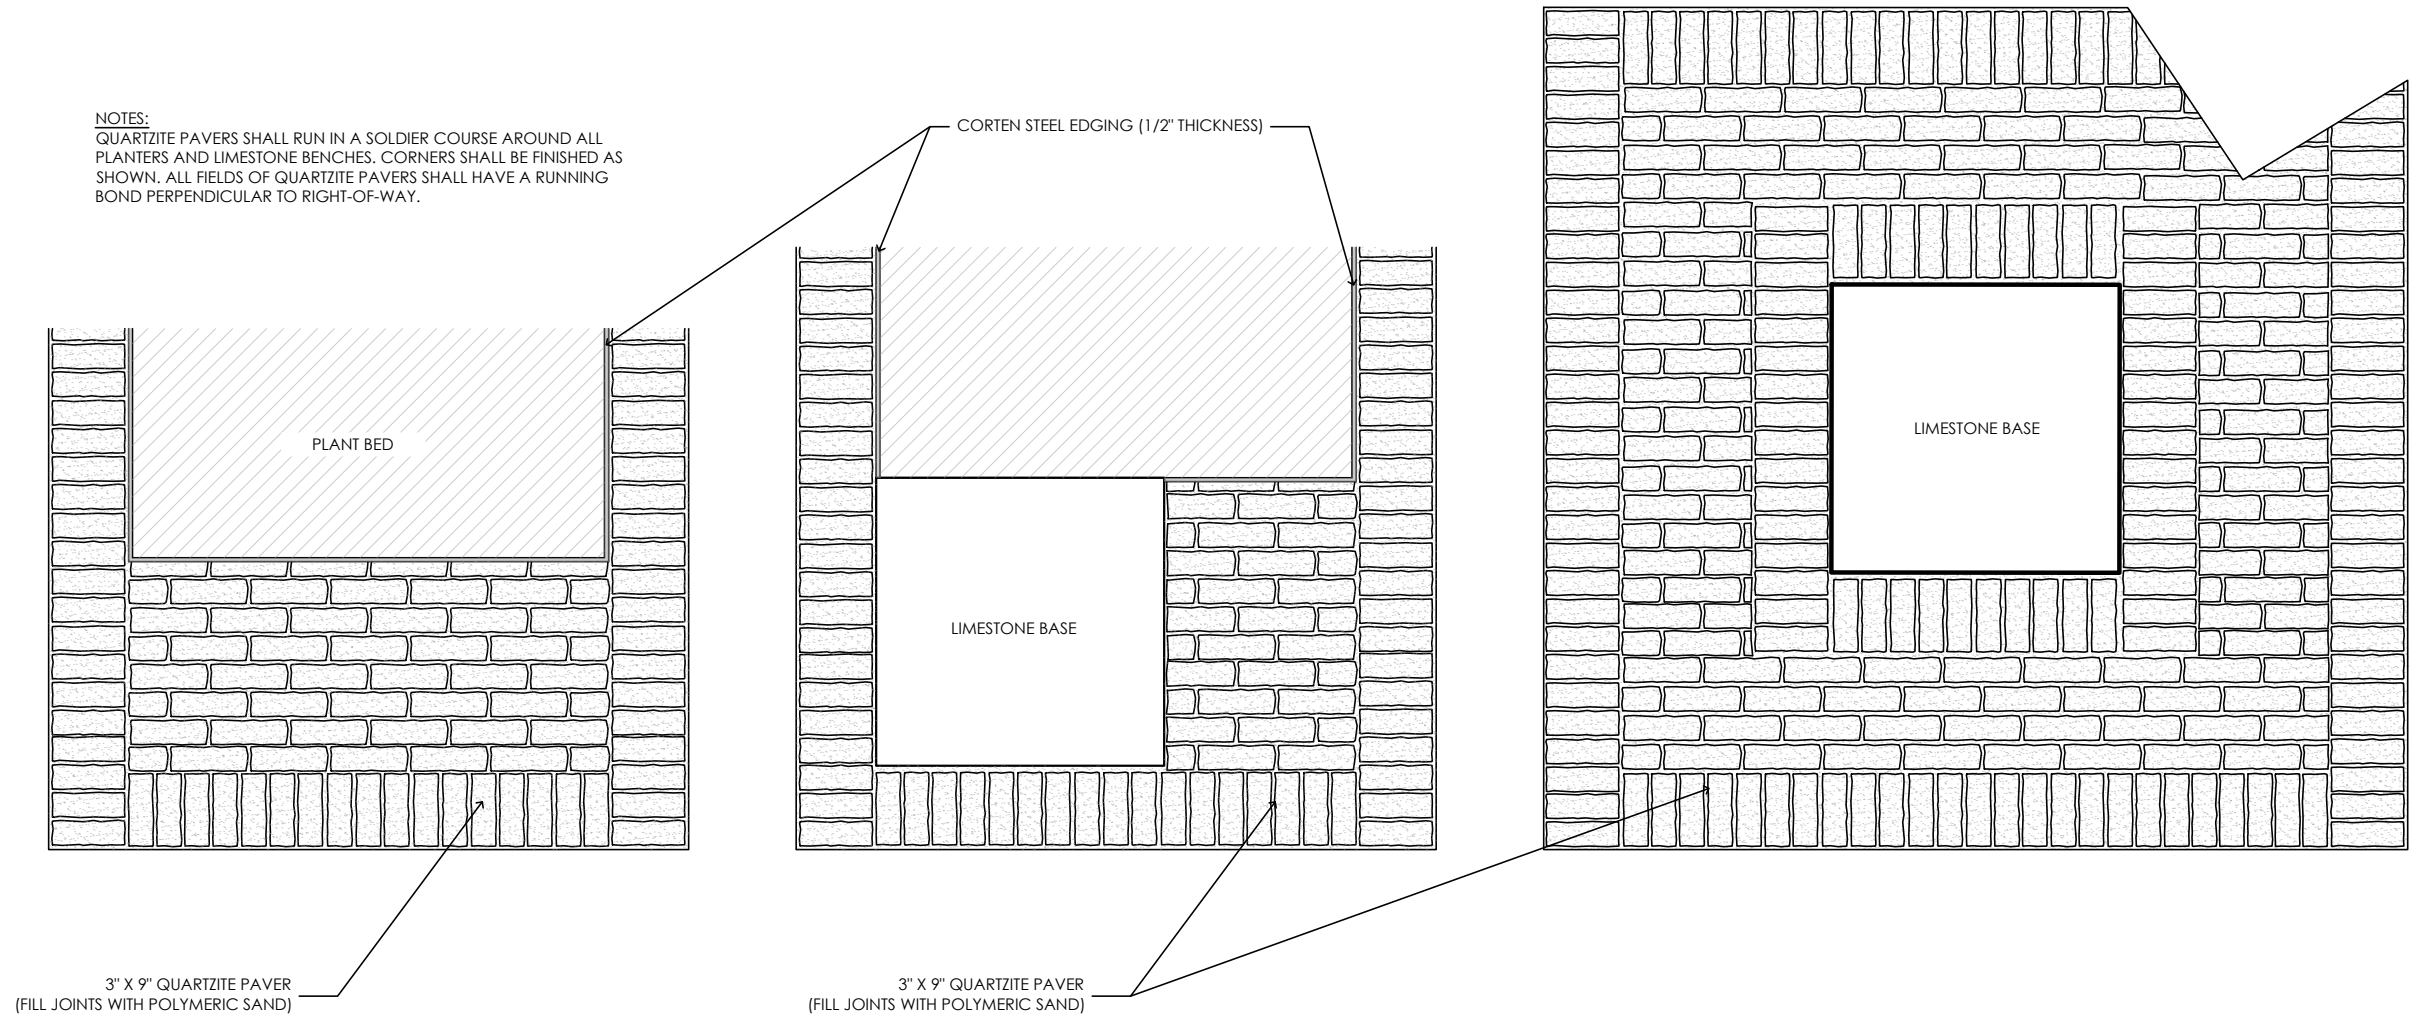 NOTES:
QUARTZITE PAVERS SHALL RUN IN A SOLDIER COURSE AROUND ALL
PLANTERS AND LIMESTONE BENCHES. CORNERS SHALL BE FINISHED AS
SHOWN. ALL FIELDS OF QUARTZITE PAVERS SHALL HAVE A RUNNING
BOND PERPENDICULAR TO RIGHT-OF-WAY.
CORTEN STEEL EDGING (1/2" THICKNESS)
PLANT BED
LIMESTONE BASE
LIMESTONE BASE
3" X 9" QUARTZITE PAVER
(FILL JOINTS WITH POLYMERIC SAND)
3" X 9" QUARTZITE PAVER
(FILL JOINTS WITH POLYMERIC SAND)